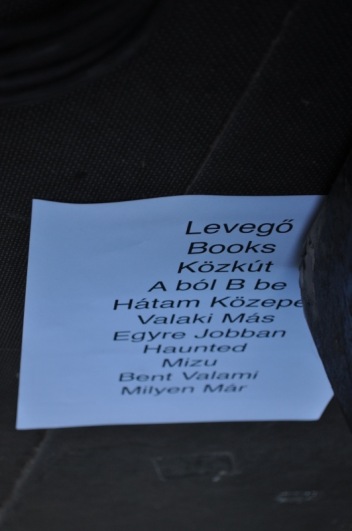 Levegő
Books
Közkút
A ból B be
Hátam Közepe
Valaki Más
Egyre Jobban
Haunted
Mizu
Bent Valami
Milyen Már